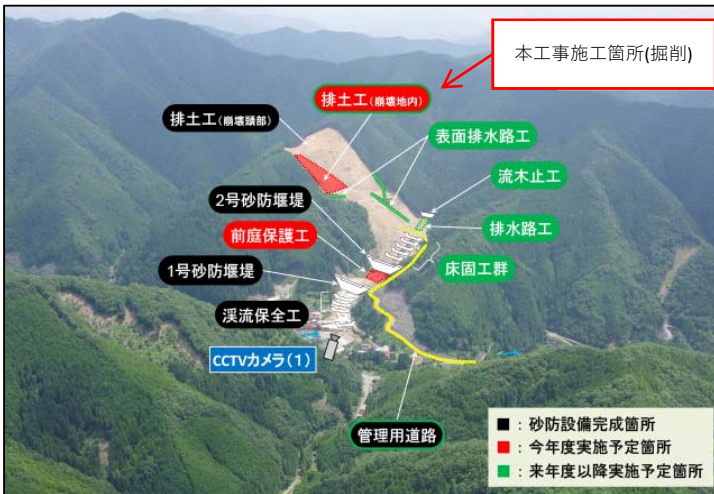 本工事施工箇所(掘削)
排土工(崩壊地内)
排土工(崩壊頭部)
表面排水路工
流木止工
2号砂防堰堤
排水路工
前庭保護工
床固工群
1号砂防堰堤
渓流保全工
CCTVカメラ(1)
管理用道路
■:砂防設備完成箇所
■:今年度実施予定箇所
■:来年度以降実施予定箇所